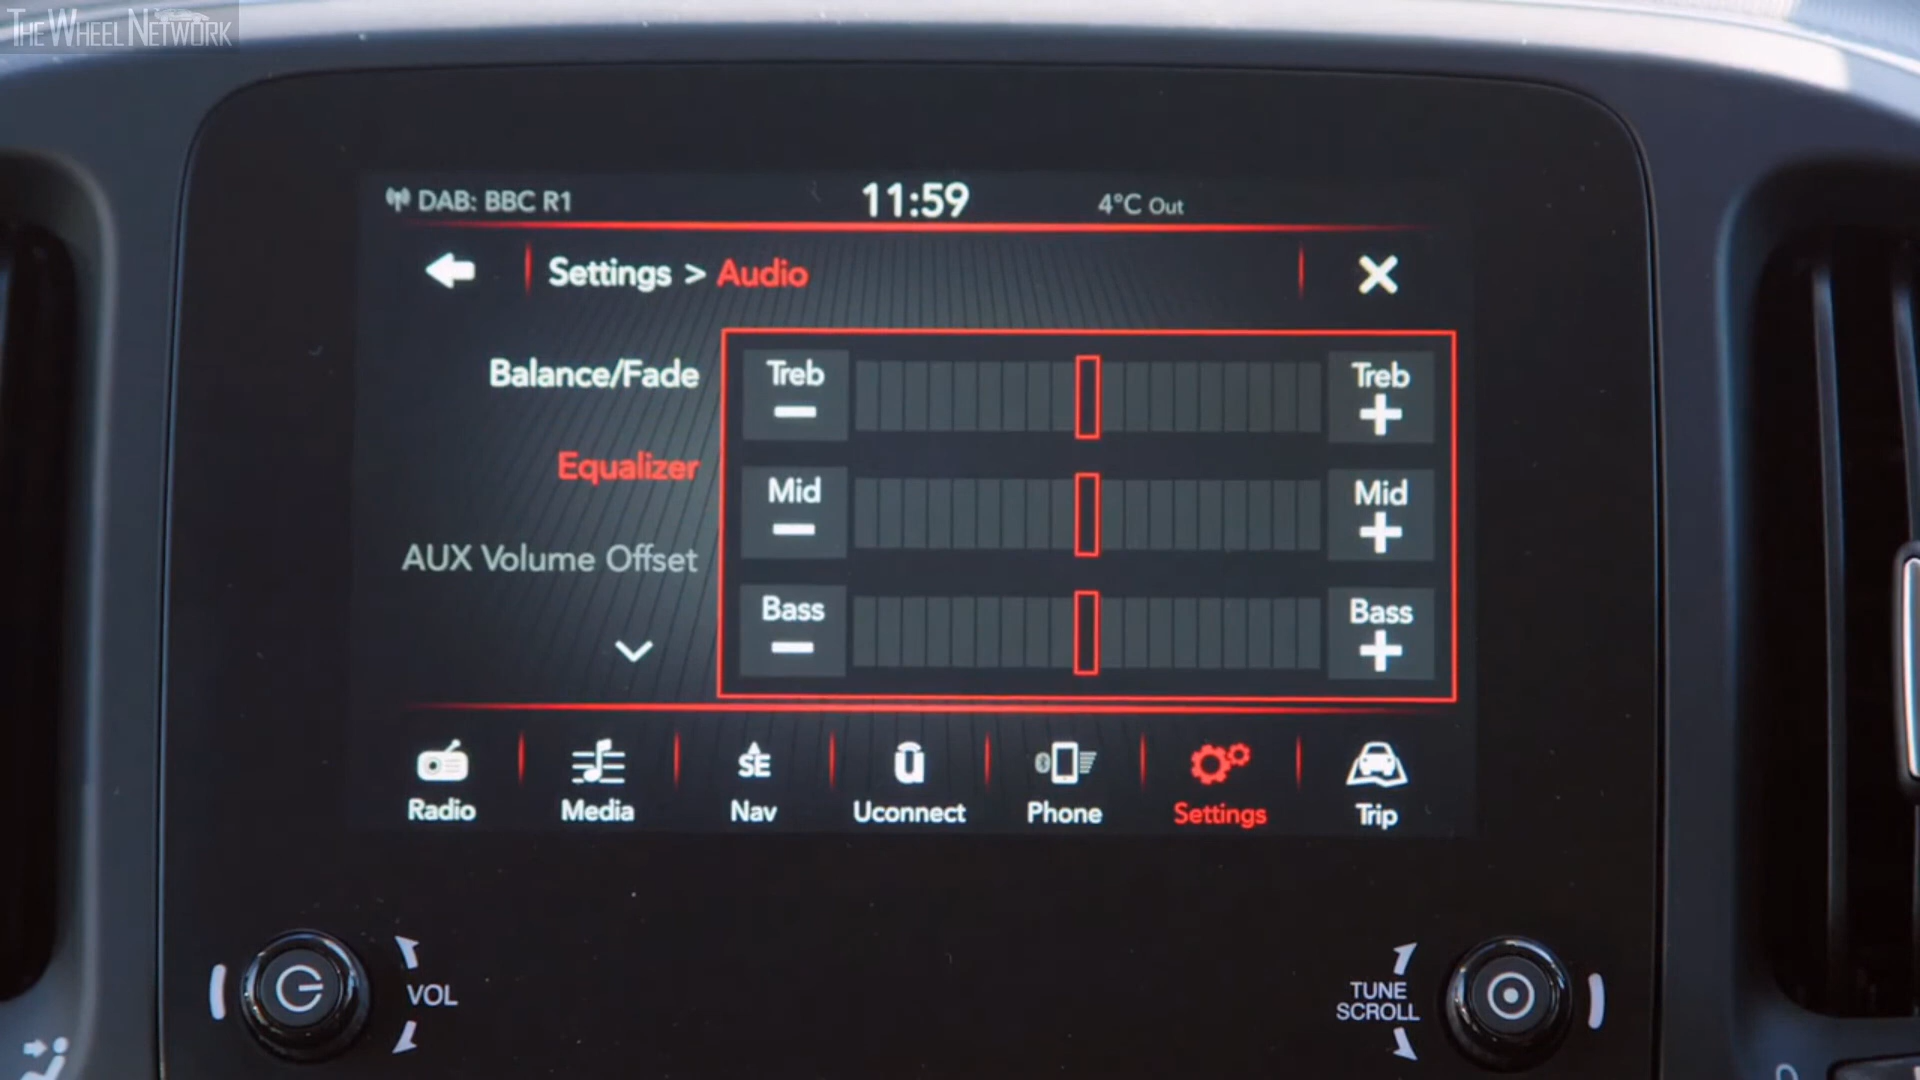 THE WHEEL NETWORK
DAB: BBC R1 11:59 4°C Out
Settings > Audio
Balance/Fade
Treb Treb
Equalizer
Mid Mid
AUX Volume Offset
Bass Bass
SE
Radio Media Nav Uconnect Phone Settings Trip
VOL
TUNE
SCROLL